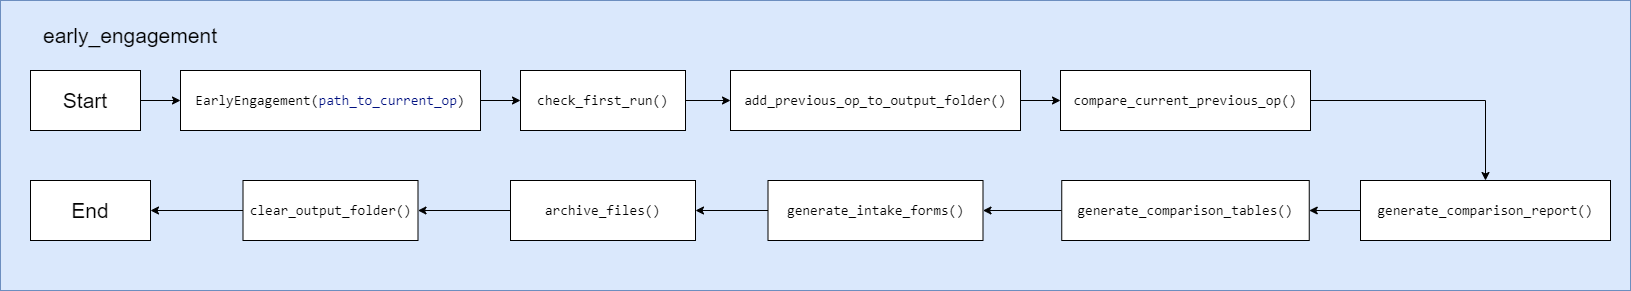 early_engagement
Start
EarlyEngagement(path_to_current_op)
check_first_run()
add_previous_op_to_output_folder()
compare_current_previous_op()
generate_comparison_report()
generate_comparison_tables()
generate_intake_forms()
archive_files()
clear_output_folder()
End